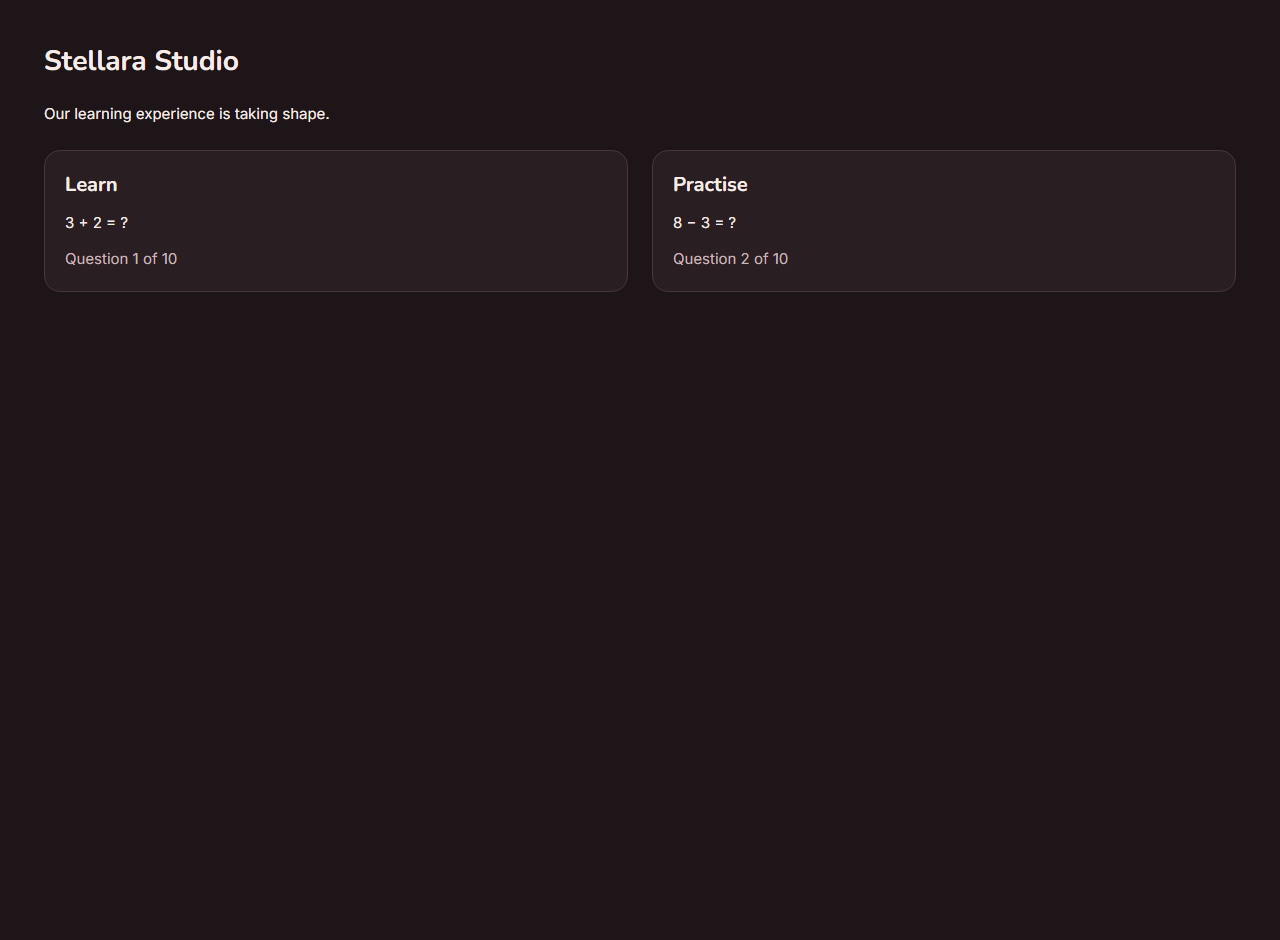 Stellara Studio
Our learning experience is taking shape.
Learn
3 + 2 = ?
Question 1 of 10
Practise
8 − 3 = ?
Question 2 of 10